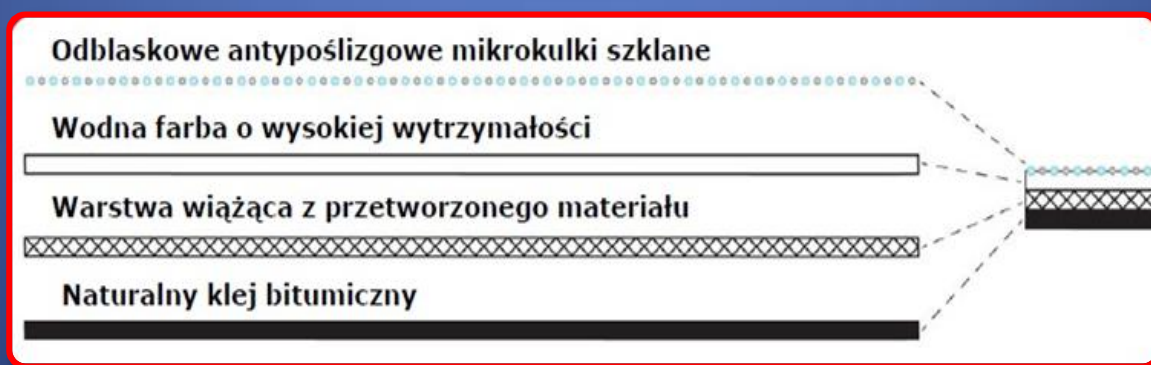 Odblaskowe antypoślizgowe mikrokulki szklane
Wodna farba o wysokiej wytrzymałości
Warstwa wiążąca z przetworzonego materiału
Naturalny klej bitumiczny